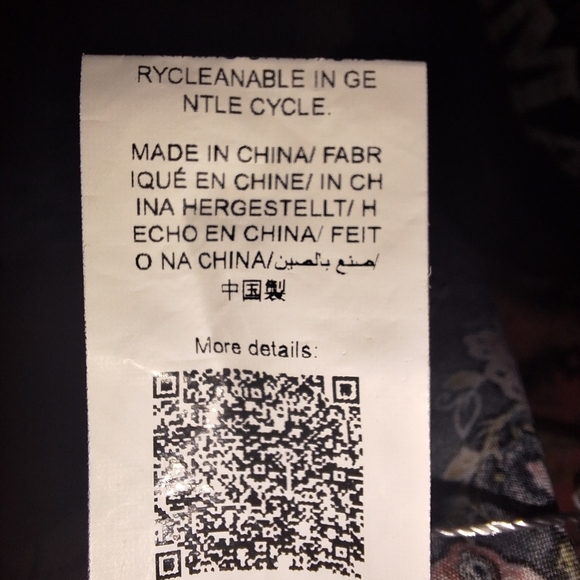 RYCLEANABLE IN GE
NTLE CYCLE.
MADE IN CHINA/ FABR
IQUÉ EN CHINE/ IN CH
INA HERGESTELLT/ H
ECHO EN CHINA/ FEIT
O NA CHINA/صنع بالصين/
中国製
More details: